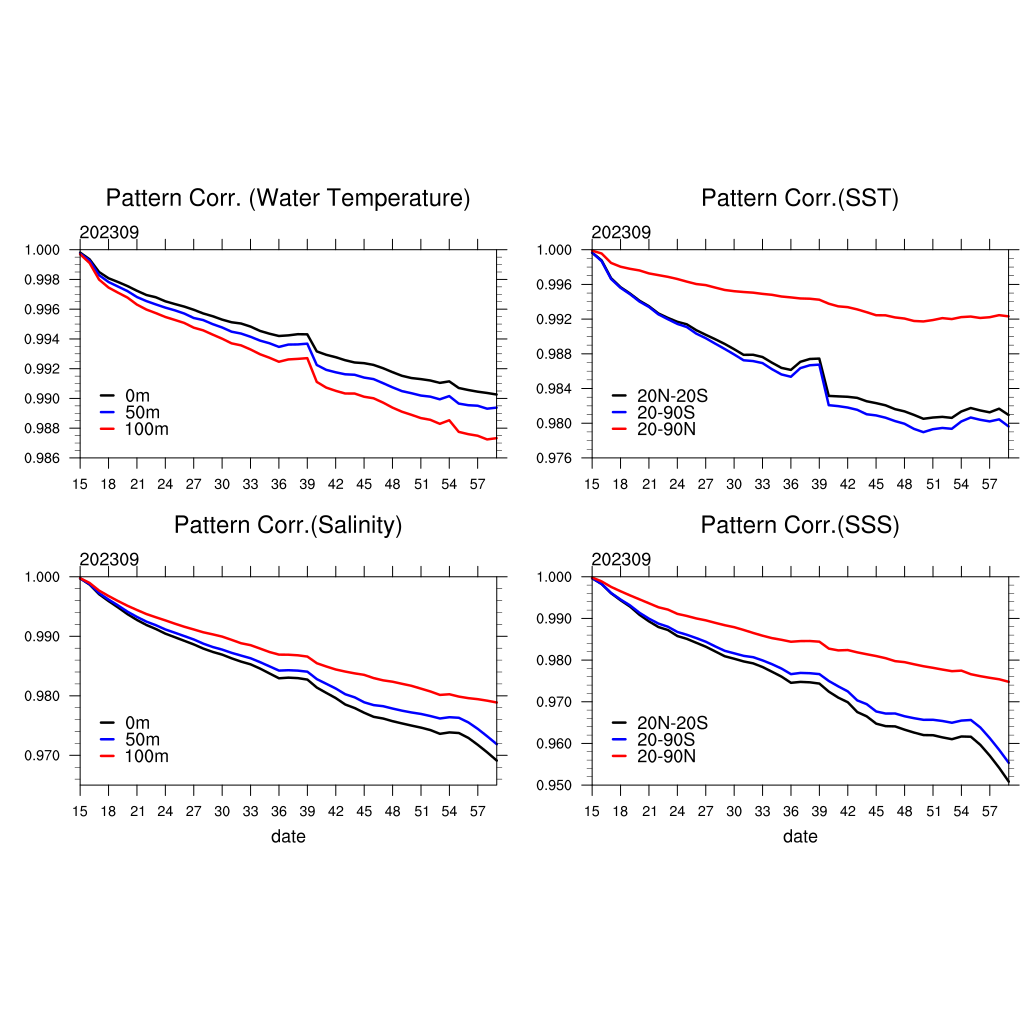 Pattern Corr. (Water Temperature)
202309
1.000
0.998
0.996
0.994
0.992
0.990
0.988
0.986
0m
50m
100m
15 18 21 24 27 30 33 36 39 42 45 48 51 54 57
Pattern Corr.(SST)
202309
1.000
0.996
0.992
0.988
0.984
0.980
0.976
20N-20S
20-90S
20-90N
15 18 21 24 27 30 33 36 39 42 45 48 51 54 57
Pattern Corr.(Salinity)
202309
1.000
0.990
0.980
0.970
0m
50m
100m
15 18 21 24 27 30 33 36 39 42 45 48 51 54 57
date
Pattern Corr.(SSS)
202309
1.000
0.990
0.980
0.970
0.960
0.950
20N-20S
20-90S
20-90N
15 18 21 24 27 30 33 36 39 42 45 48 51 54 57
date